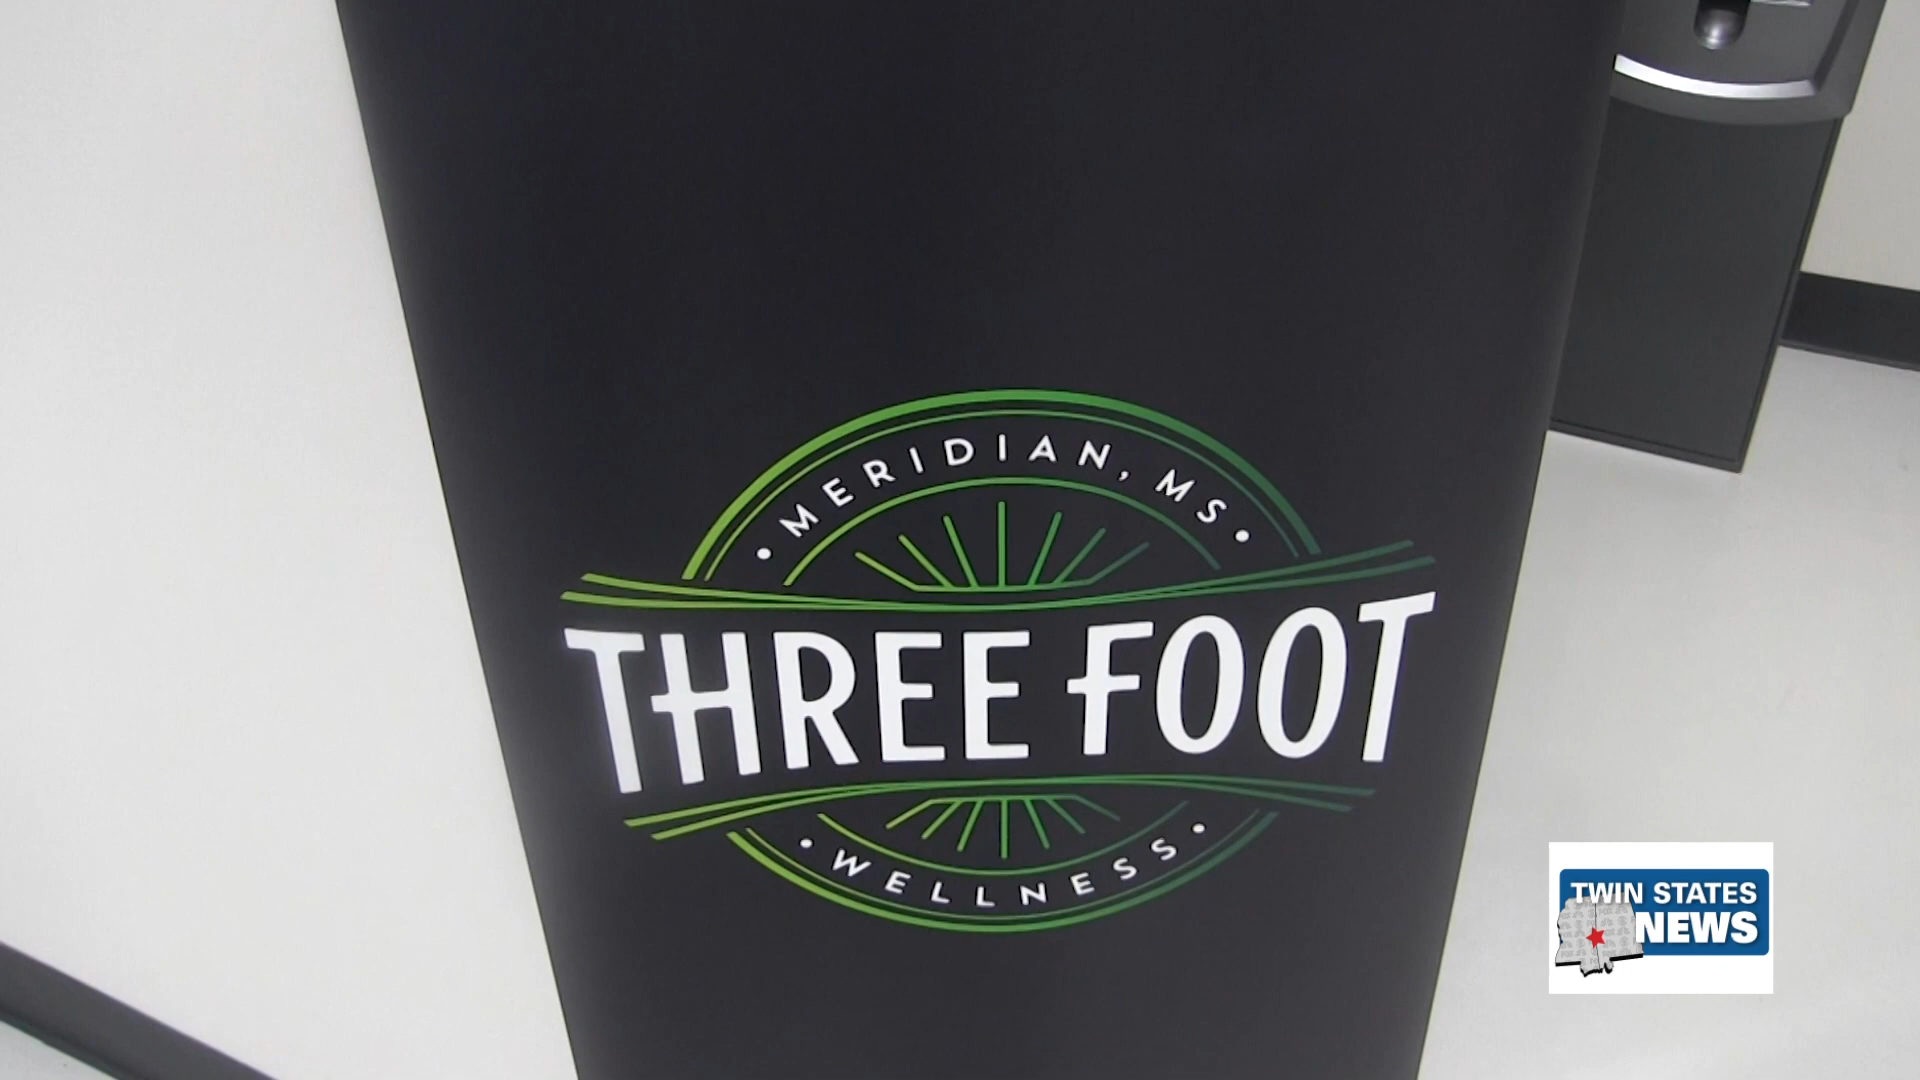 • MERIDIAN, MS •
THREE FOOT
• WELLNESS •
TWIN STATES
NEWS